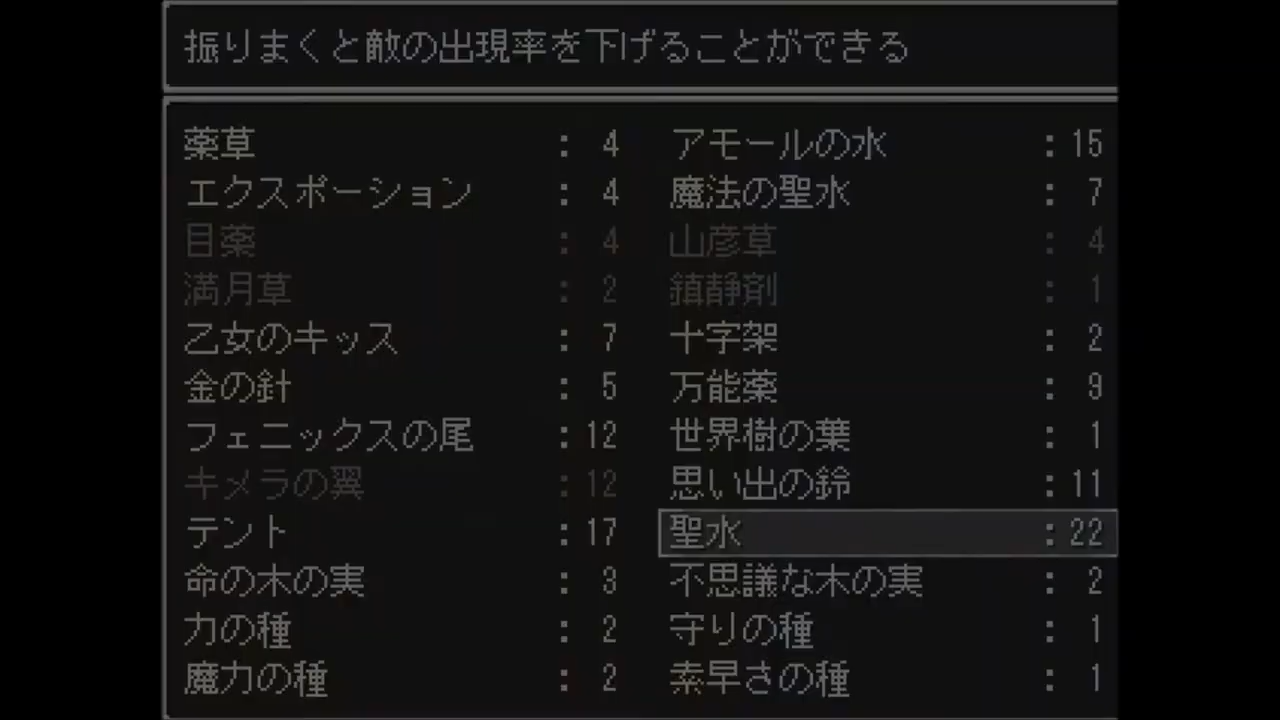 振りまくと敵の出現率を下げることができる
薬草 : 4 アモールの水 : 15
エクスポーション : 4 魔法の聖水 : 7
目薬 : 4 山彦草 : 4
満月草 : 2 鎮静剤 : 1
乙女のキッス : 7 十字架 : 2
金の針 : 5 万能薬 : 9
フェニックスの尾 : 12 世界樹の葉 : 1
キメラの翼 : 12 思い出の鈴 : 11
テント : 17 聖水 : 22
命の木の実 : 3 不思議な木の実 : 2
力の種 : 2 守りの種 : 1
魔力の種 : 2 素早さの種 : 1